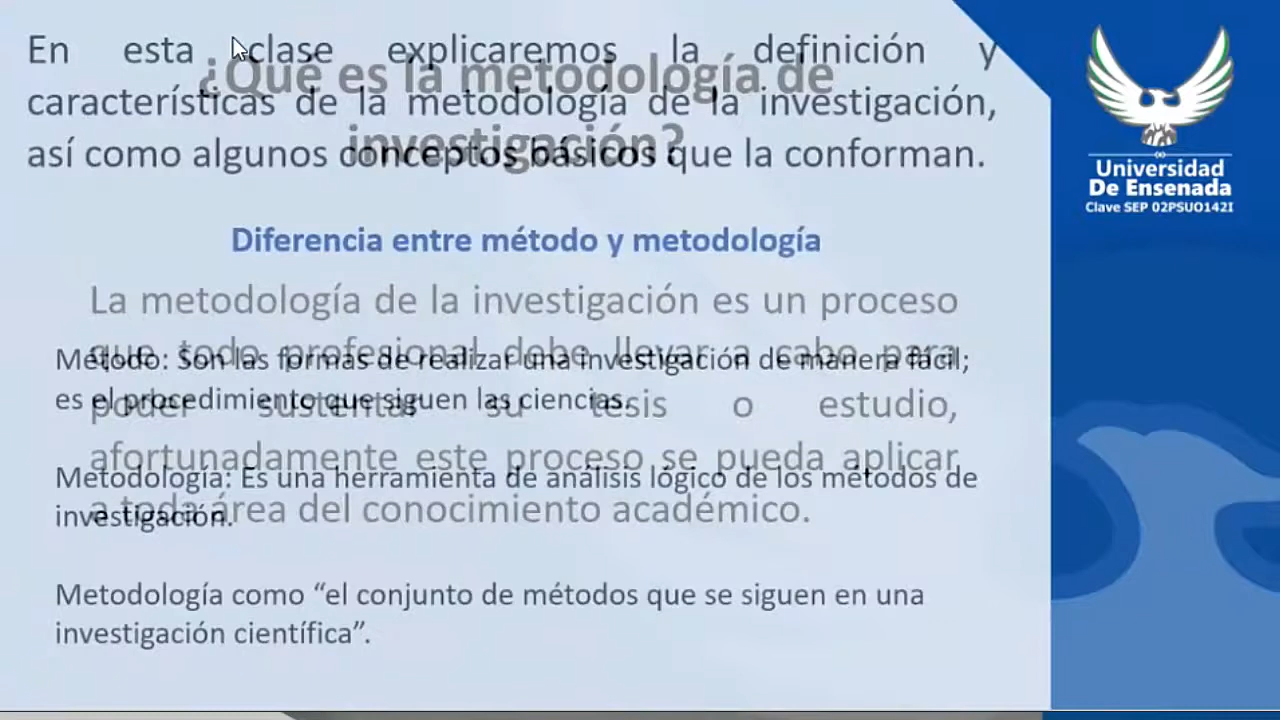 En esta clase explicaremos la definición y
características de la metodología de la investigación,
así como algunos conceptos básicos que la conforman.
¿Qué es la metodología de
investigación?
Diferencia entre método y metodología
La metodología de la investigación es un proceso
que todo profesional debe llevar a cabo para
poder sustentar su tesis o estudio,
afortunadamente este proceso se pueda aplicar
a toda área del conocimiento académico.
Método: Son las formas de realizar una investigación de manera fácil;
es el procedimiento que siguen las ciencias.
Metodología: Es una herramienta de análisis lógico de los métodos de
investigación.
Metodología como “el conjunto de métodos que se siguen en una
investigación científica”.
Universidad
De Ensenada
Clave SEP 02PSU0142I